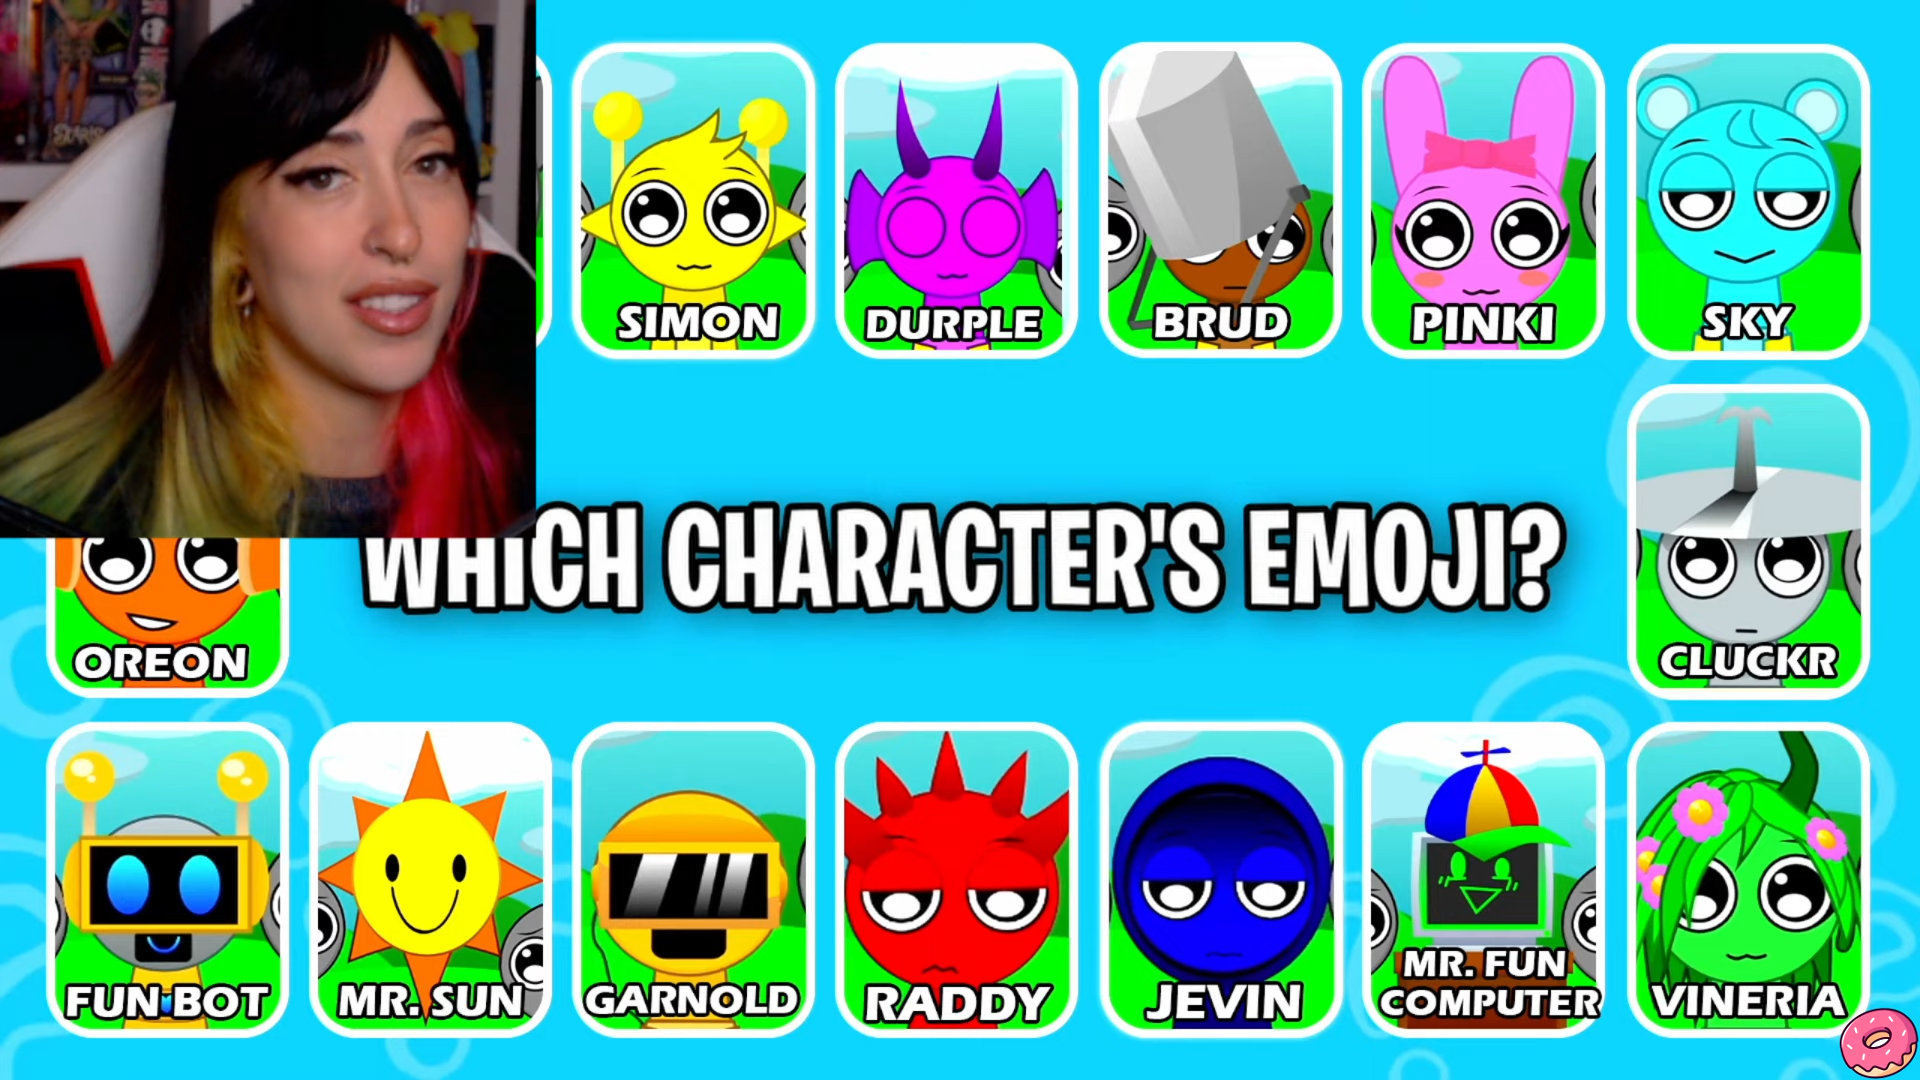 SIMON
DURPLE
BRUD
PINKI
SKY
WHICH CHARACTER'S EMOJI?
OREON
CLUCKR
FUN BOT
MR. SUN
GARNOLD
RADDY
JEVIN
MR. FUN
COMPUTER
VINERIA